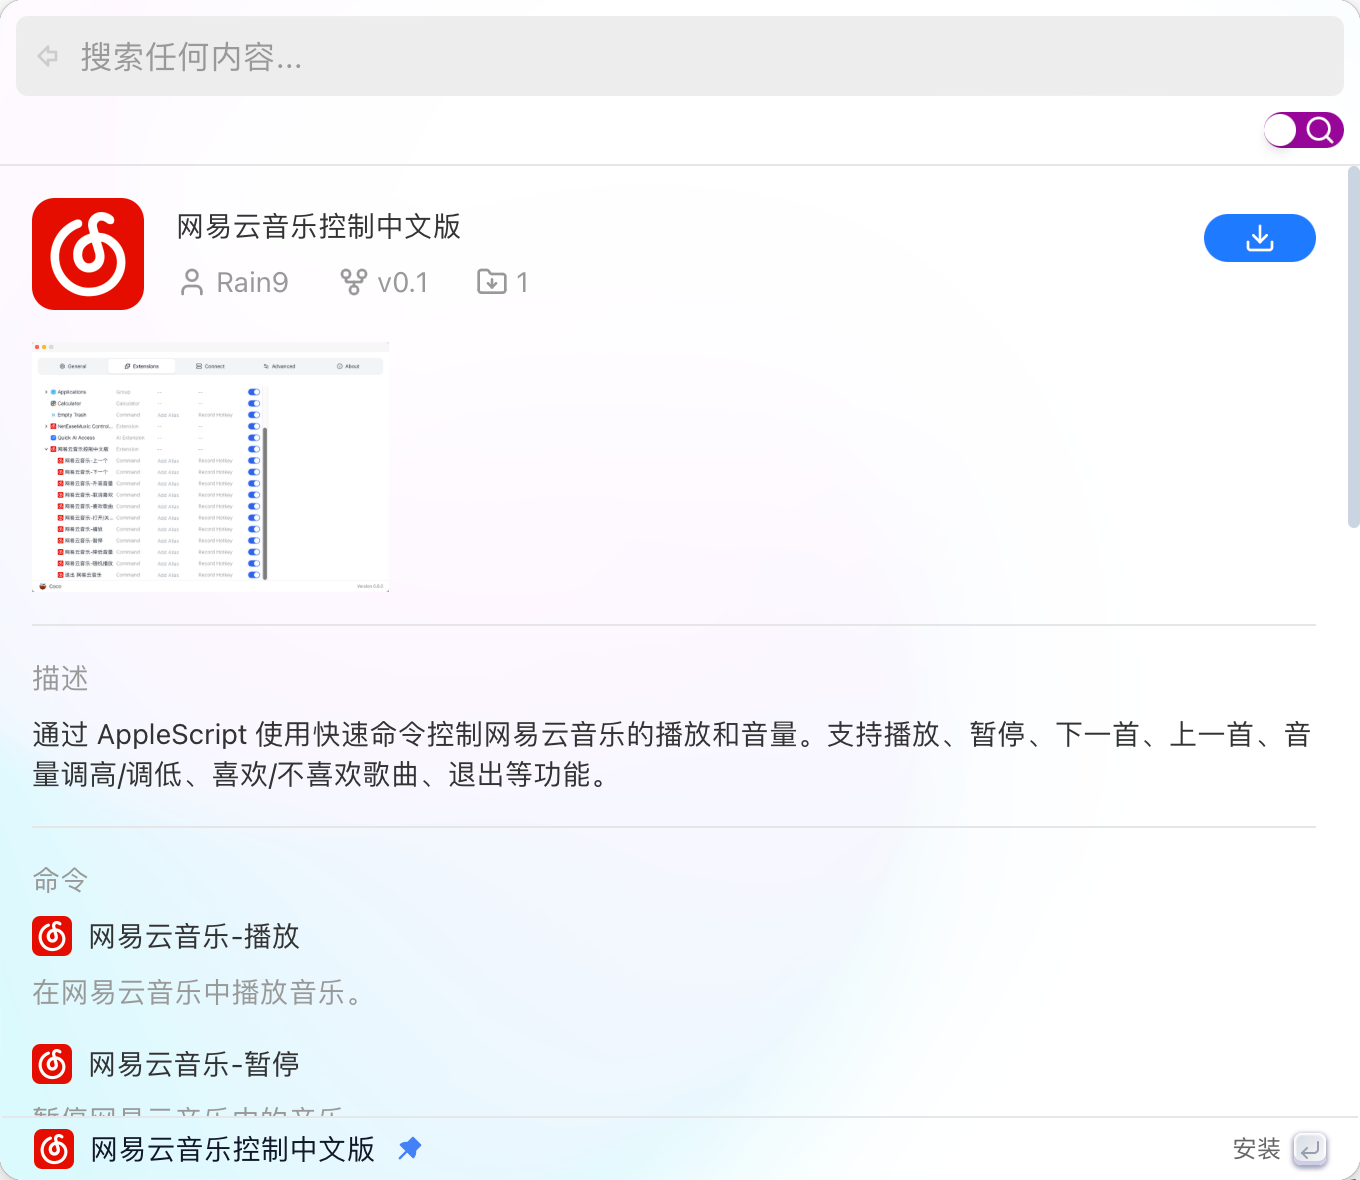 搜索任何内容...
网易云音乐控制中文版
Rain9 v0.1 1
General Extensions Connect Advanced About
Applications Group -- --
Calculator Calculator -- --
Empty Trash Command Add Alias Record Hotkey
NetEaseMusic Control... Extension -- --
Quick AI Access AI Extension -- --
网易云音乐控制中文版 Extension -- --
网易云音乐-上一个 Command Add Alias Record Hotkey
网易云音乐-下一个 Command Add Alias Record Hotkey
网易云音乐-升高音量 Command Add Alias Record Hotkey
网易云音乐-取消喜欢 Command Add Alias Record Hotkey
网易云音乐-喜欢歌曲 Command Add Alias Record Hotkey
网易云音乐-打开/关... Command Add Alias Record Hotkey
网易云音乐-播放 Command Add Alias Record Hotkey
网易云音乐-暂停 Command Add Alias Record Hotkey
网易云音乐-降低音量 Command Add Alias Record Hotkey
网易云音乐-随机播放 Command Add Alias Record Hotkey
退出 网易云音乐 Command Add Alias Record Hotkey
Coco
描述
通过 AppleScript 使用快速命令控制网易云音乐的播放和音量。支持播放、暂停、下一首、上一首、音
量调高/调低、喜欢/不喜欢歌曲、退出等功能。
命令
网易云音乐-播放
在网易云音乐中播放音乐。
网易云音乐-暂停
暂停网易云音乐中的音乐
网易云音乐控制中文版 安装